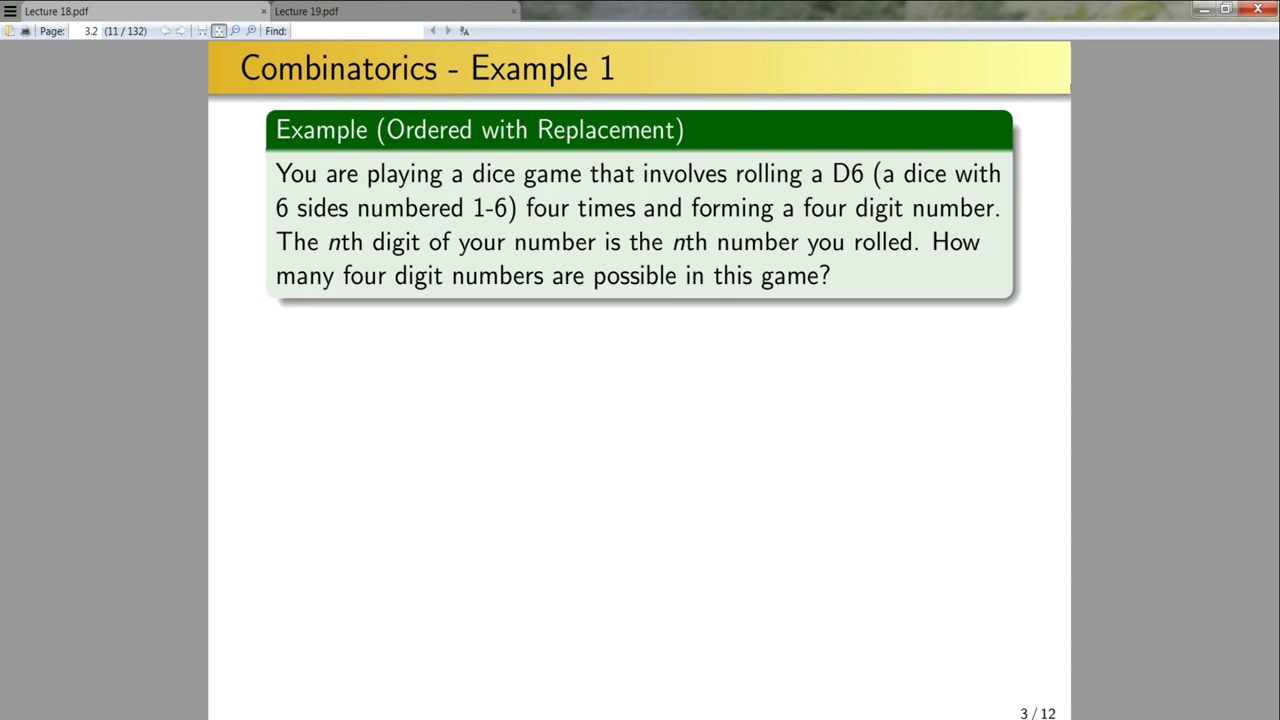 Lecture 18.pdf × Lecture 19.pdf ×
Page: 3.2 (11 / 132) Find:
Combinatorics - Example 1
Example (Ordered with Replacement)
You are playing a dice game that involves rolling a D6 (a dice with
6 sides numbered 1-6) four times and forming a four digit number.
The nth digit of your number is the nth number you rolled. How
many four digit numbers are possible in this game?
3 / 12